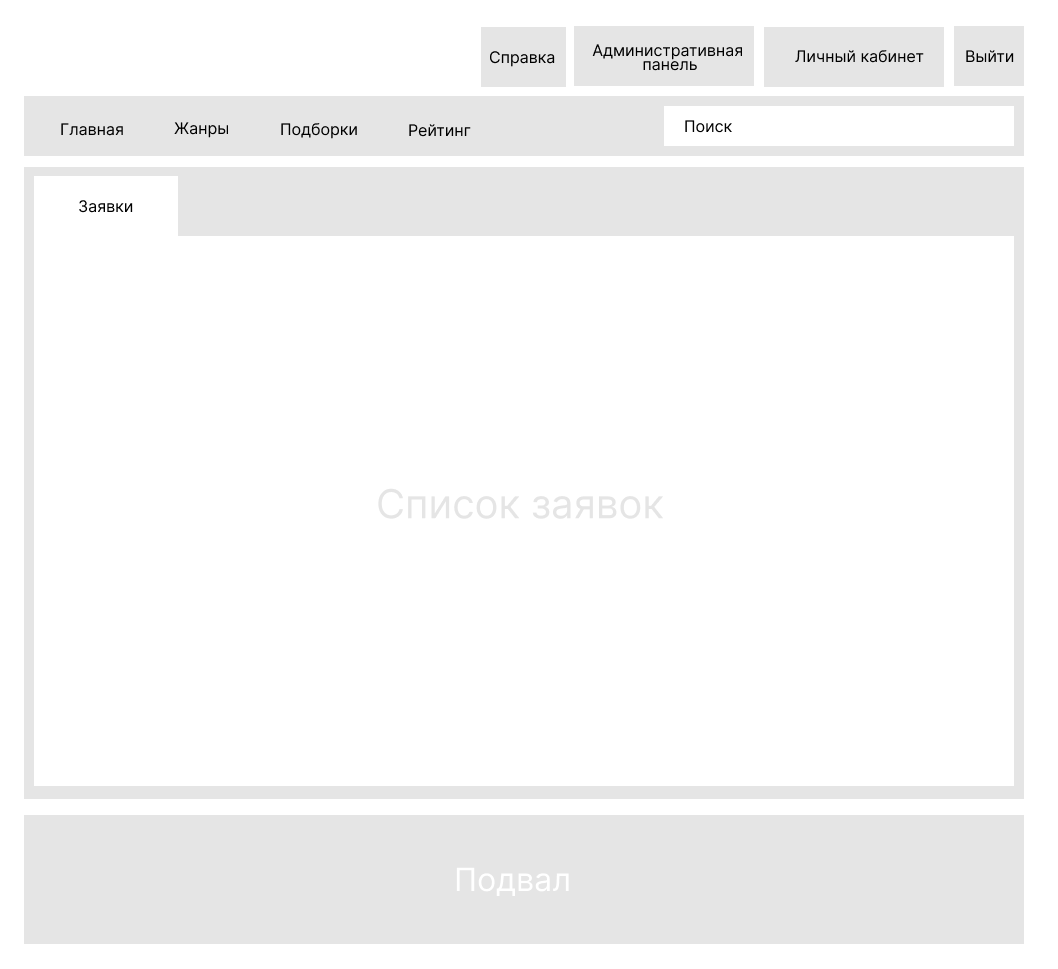 Справка
Административная
панель
Личный кабинет
Выйти
Главная
Жанры
Подборки
Рейтинг
Поиск
Заявки
Список заявок
Подвал